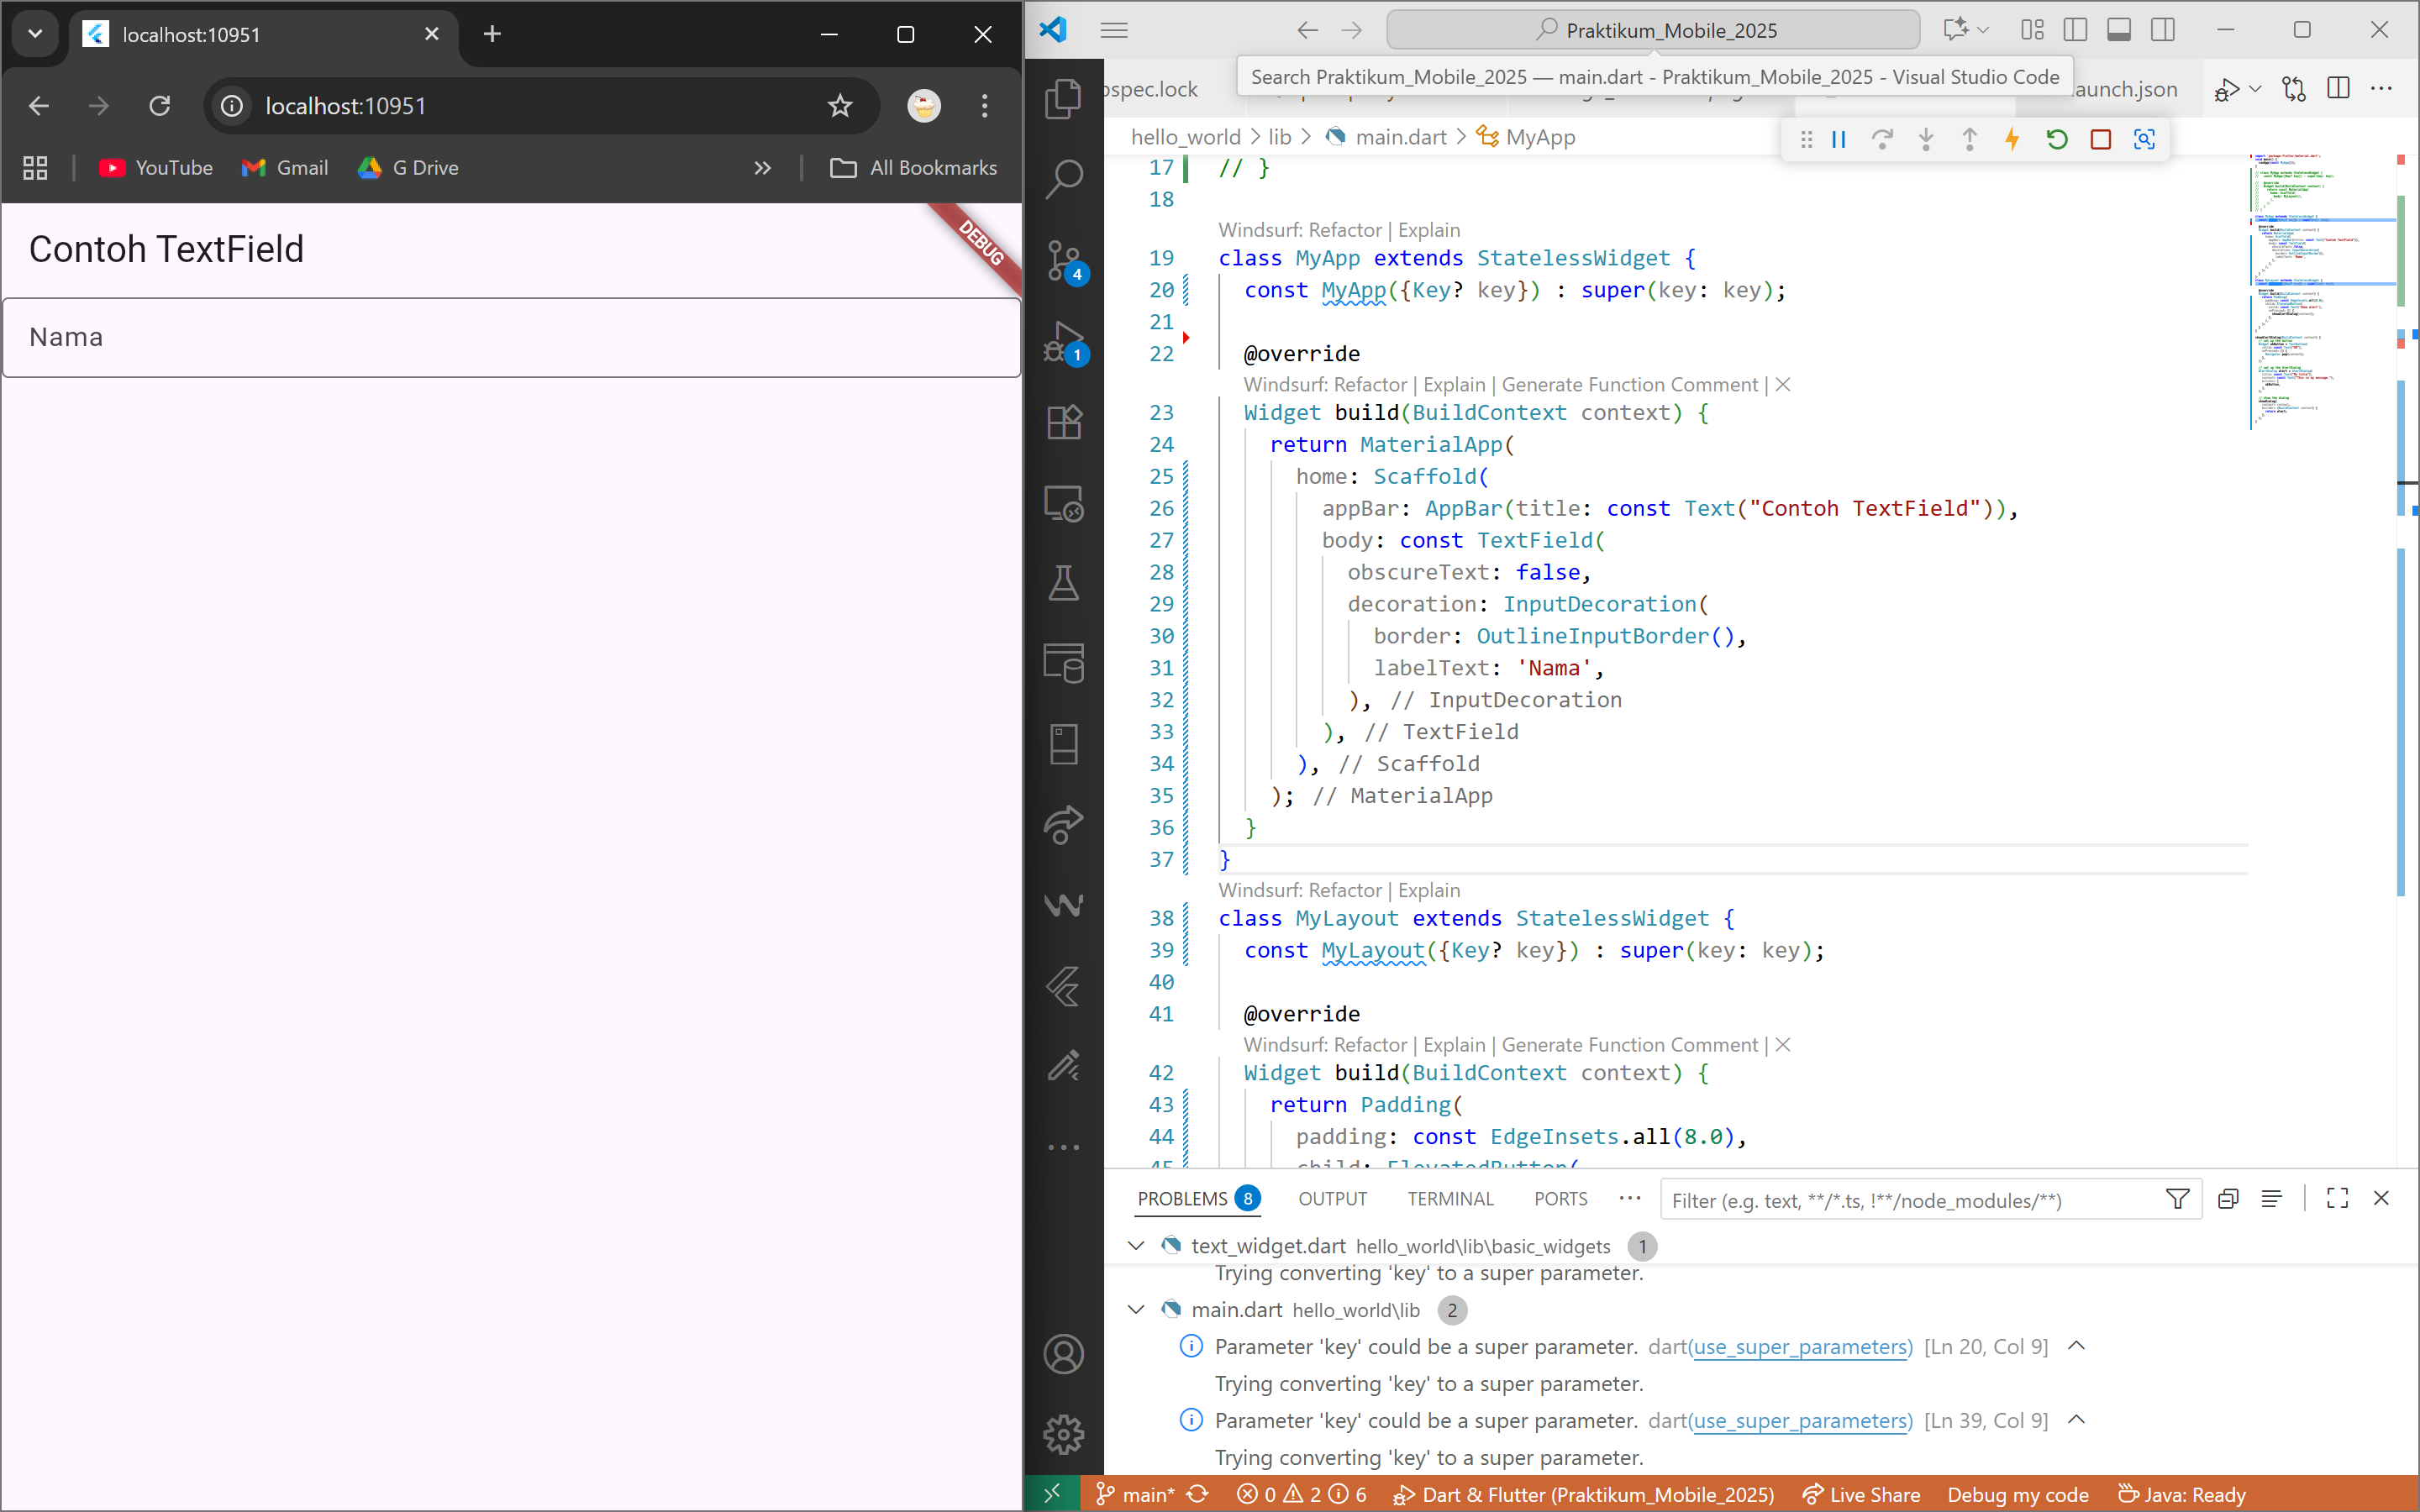 localhost:10951
localhost:10951
YouTube
Gmail
G Drive
All Bookmarks
Contoh TextField
DEBUG
Nama
Praktikum_Mobile_2025
Search Praktikum_Mobile_2025 — main.dart - Praktikum_Mobile_2025 - Visual Studio Code
pspec.lock
aunch.json
hello_world > lib > main.dart > MyApp
4
1
17 // }
18
Windsurf: Refactor | Explain
19 class MyApp extends StatelessWidget {
20 const MyApp({Key? key}) : super(key: key);
21
22 @override
Windsurf: Refactor | Explain | Generate Function Comment | ×
23 Widget build(BuildContext context) {
24 return MaterialApp(
25 home: Scaffold(
26 appBar: AppBar(title: const Text("Contoh TextField")),
27 body: const TextField(
28 obscureText: false,
29 decoration: InputDecoration(
30 border: OutlineInputBorder(),
31 labelText: 'Nama',
32 ), // InputDecoration
33 ), // TextField
34 ), // Scaffold
35 ); // MaterialApp
36 }
37 }
Windsurf: Refactor | Explain
38 class MyLayout extends StatelessWidget {
39 const MyLayout({Key? key}) : super(key: key);
40
41 @override
Windsurf: Refactor | Explain | Generate Function Comment | ×
42 Widget build(BuildContext context) {
43 return Padding(
44 padding: const EdgeInsets.all(8.0),
45 child: ElevatedButton(
PROBLEMS 8 OUTPUT TERMINAL PORTS ··· Filter (e.g. text, **/*.ts, !**/node_modules/**)
text_widget.dart hello_world\lib\basic_widgets 1
Trying converting 'key' to a super parameter.
main.dart hello_world\lib 2
Parameter 'key' could be a super parameter. dart(use_super_parameters) [Ln 20, Col 9]
Trying converting 'key' to a super parameter.
Parameter 'key' could be a super parameter. dart(use_super_parameters) [Ln 39, Col 9]
Trying converting 'key' to a super parameter.
main* 0 2 6 Dart & Flutter (Praktikum_Mobile_2025) Live Share Debug my code Java: Ready